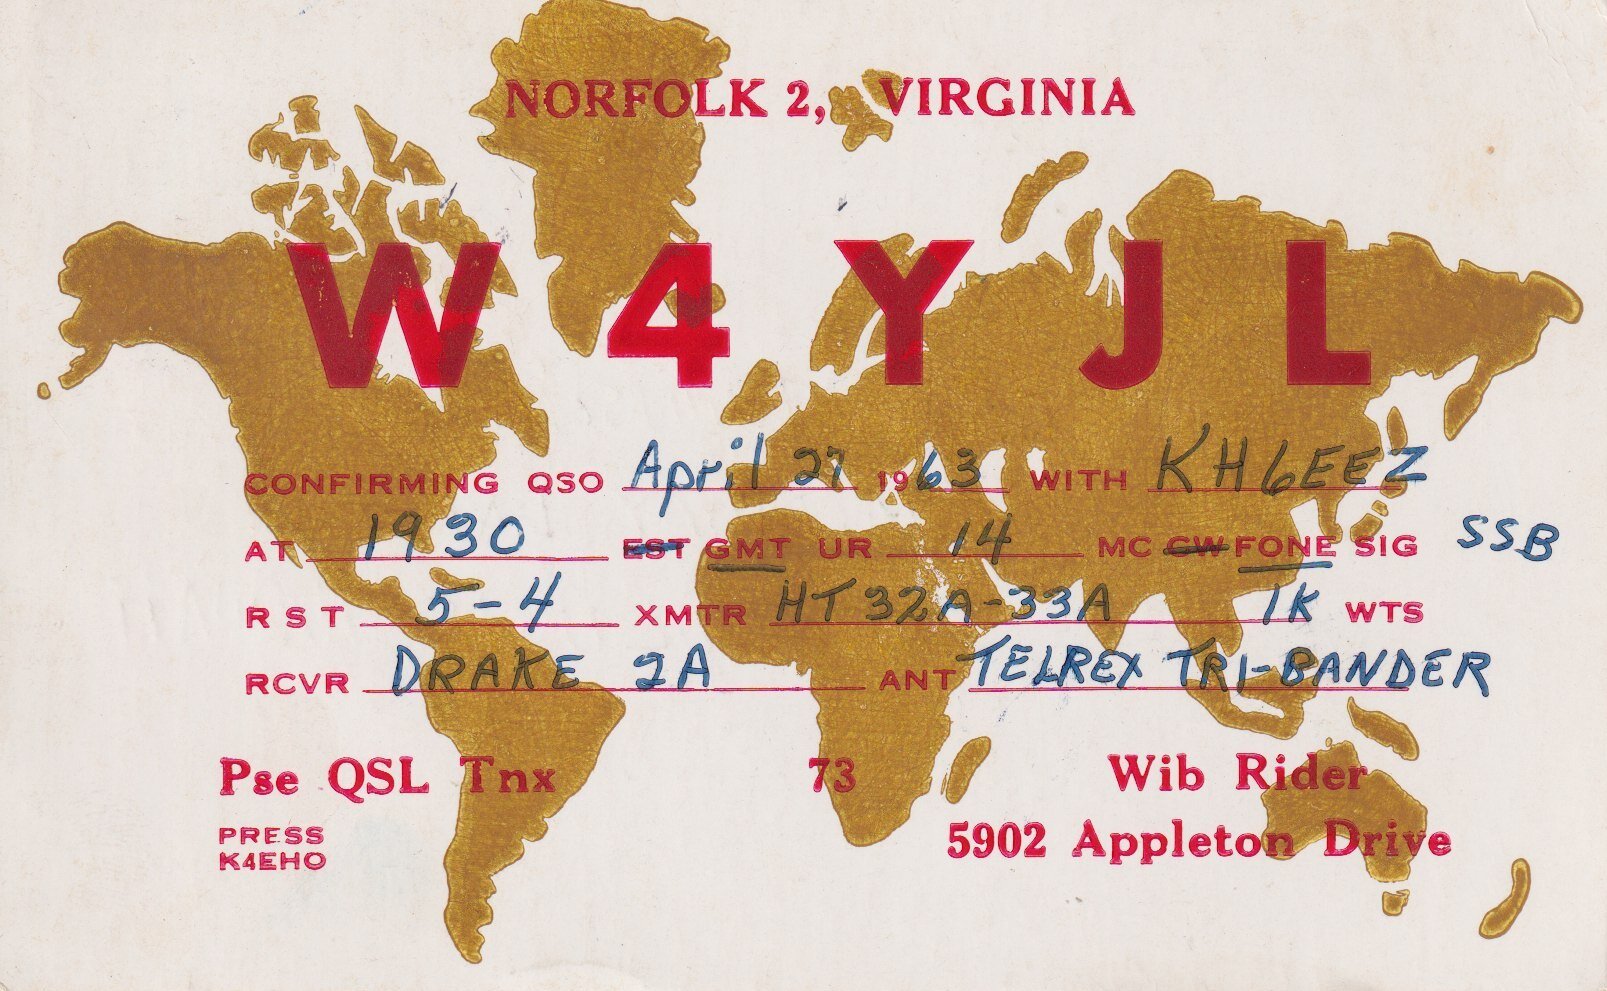 NORFOLK 2, VIRGINIA
W4YJL
CONFIRMING QSO April 27 1963 WITH KH6EEZ
AT 1930 EST GMT UR 14 MC CW FONE SIG SSB
RST 5-4 XMTR HT32A-33A 1K WTS
RCVR DRAKE 2A ANT TELREX TRI-BANDER
Pse QSL Tnx 73 Wib Rider
5902 Appleton Drive
PRESS
K4EHO